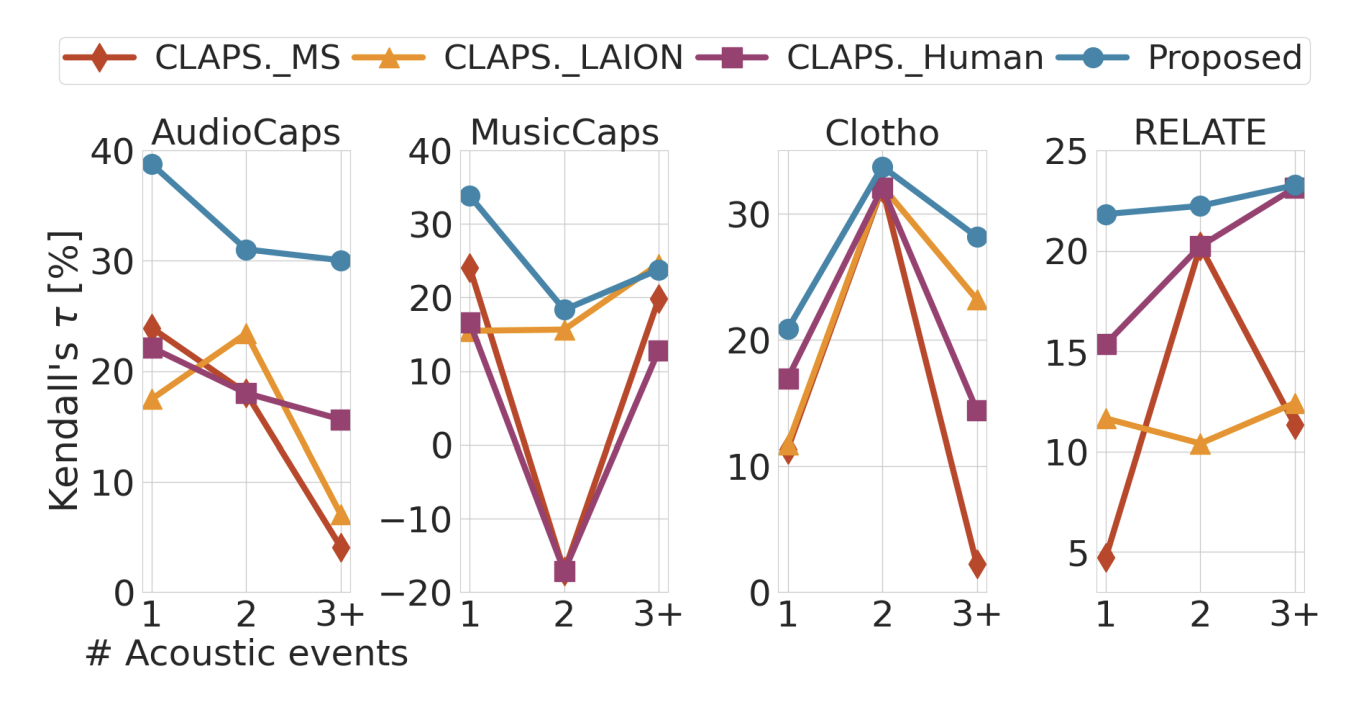 CLAPS._MS CLAPS._LAION CLAPS._Human Proposed
AudioCaps MusicCaps Clotho RELATE
Kendall's τ [%]
40
30
20
10
0
1 2 3+
40
30
20
10
0
−10
−20
1 2 3+
30
20
10
0
1 2 3+
25
20
15
10
5
1 2 3+
# Acoustic events